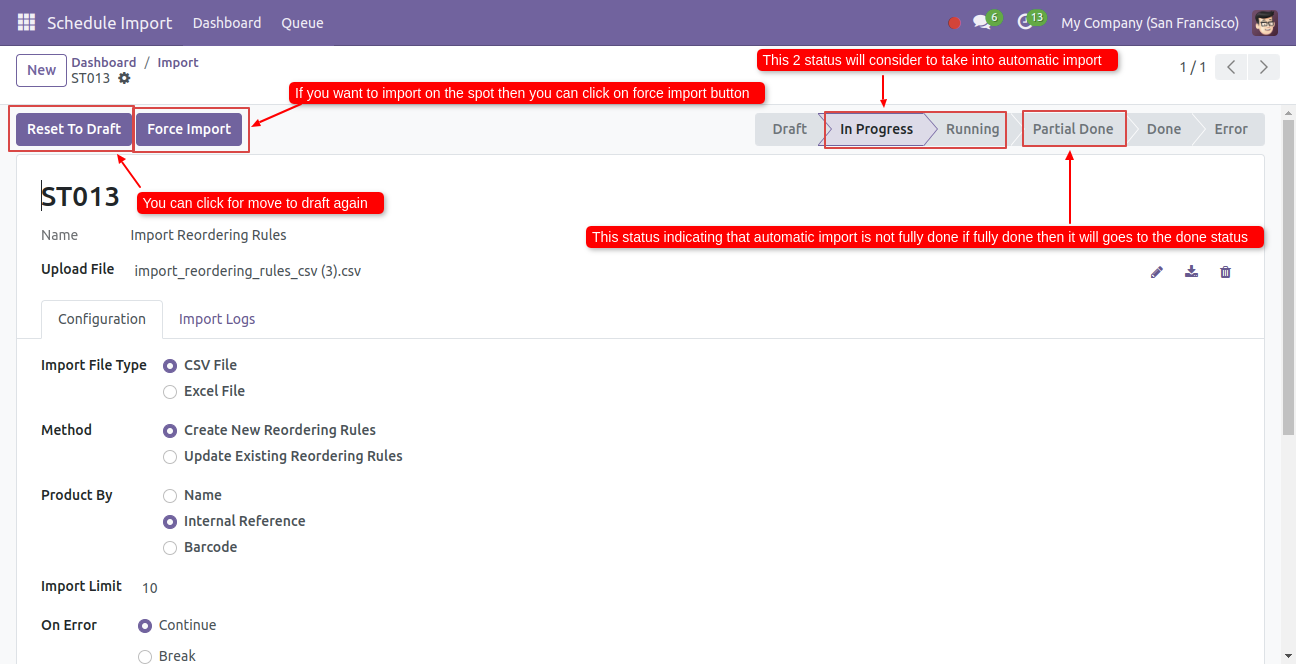 Schedule Import Dashboard Queue 6 13 My Company (San Francisco)
New Dashboard / Import
ST013
This 2 status will consider to take into automatic import
1 / 1
If you want to import on the spot then you can click on force import button
Reset To Draft Force Import Draft In Progress Running Partial Done Done Error
ST013
You can click for move to draft again
Name Import Reordering Rules
This status indicating that automatic import is not fully done if fully done then it will goes to the done status
Upload File import_reordering_rules_csv (3).csv
Configuration Import Logs
Import File Type CSV File
Excel File
Method Create New Reordering Rules
Update Existing Reordering Rules
Product By Name
Internal Reference
Barcode
Import Limit 10
On Error Continue
Break